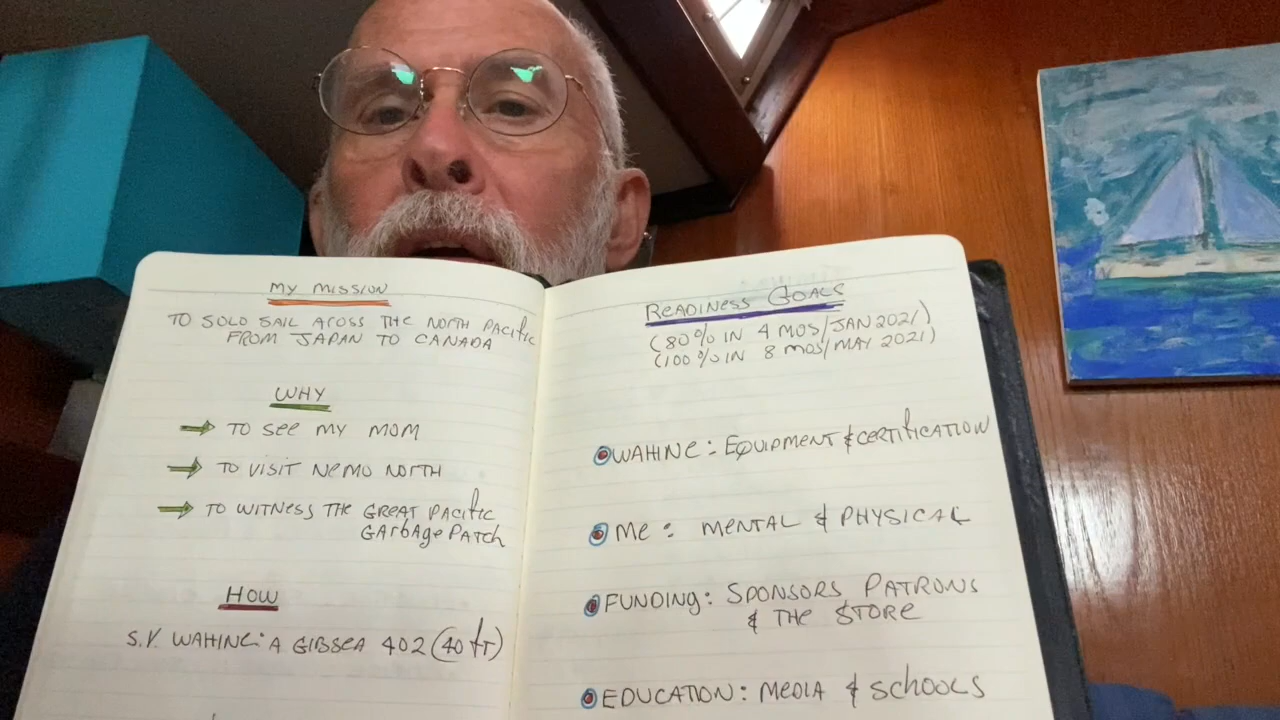 MY MISSION
TO SOLO SAIL ACROSS THE NORTH PACIFIC
FROM JAPAN TO CANADA
WHY
TO SEE MY MOM
TO VISIT NEMO NORTH
TO WITNESS THE GREAT PACIFIC
GARBAGE PATCH
HOW
S.V. WAHINE: A GIBSEA 402 (40 ft)
READINESS GOALS
(80% IN 4 MOS/JAN 2021)
(100% IN 8 MOS/MAY 2021)
WAHINE: EQUIPMENT & CERTIFICATION
ME: MENTAL & PHYSICAL
FUNDING: SPONSORS PATRONS
& THE STORE
EDUCATION: MEDIA & SCHOOLS